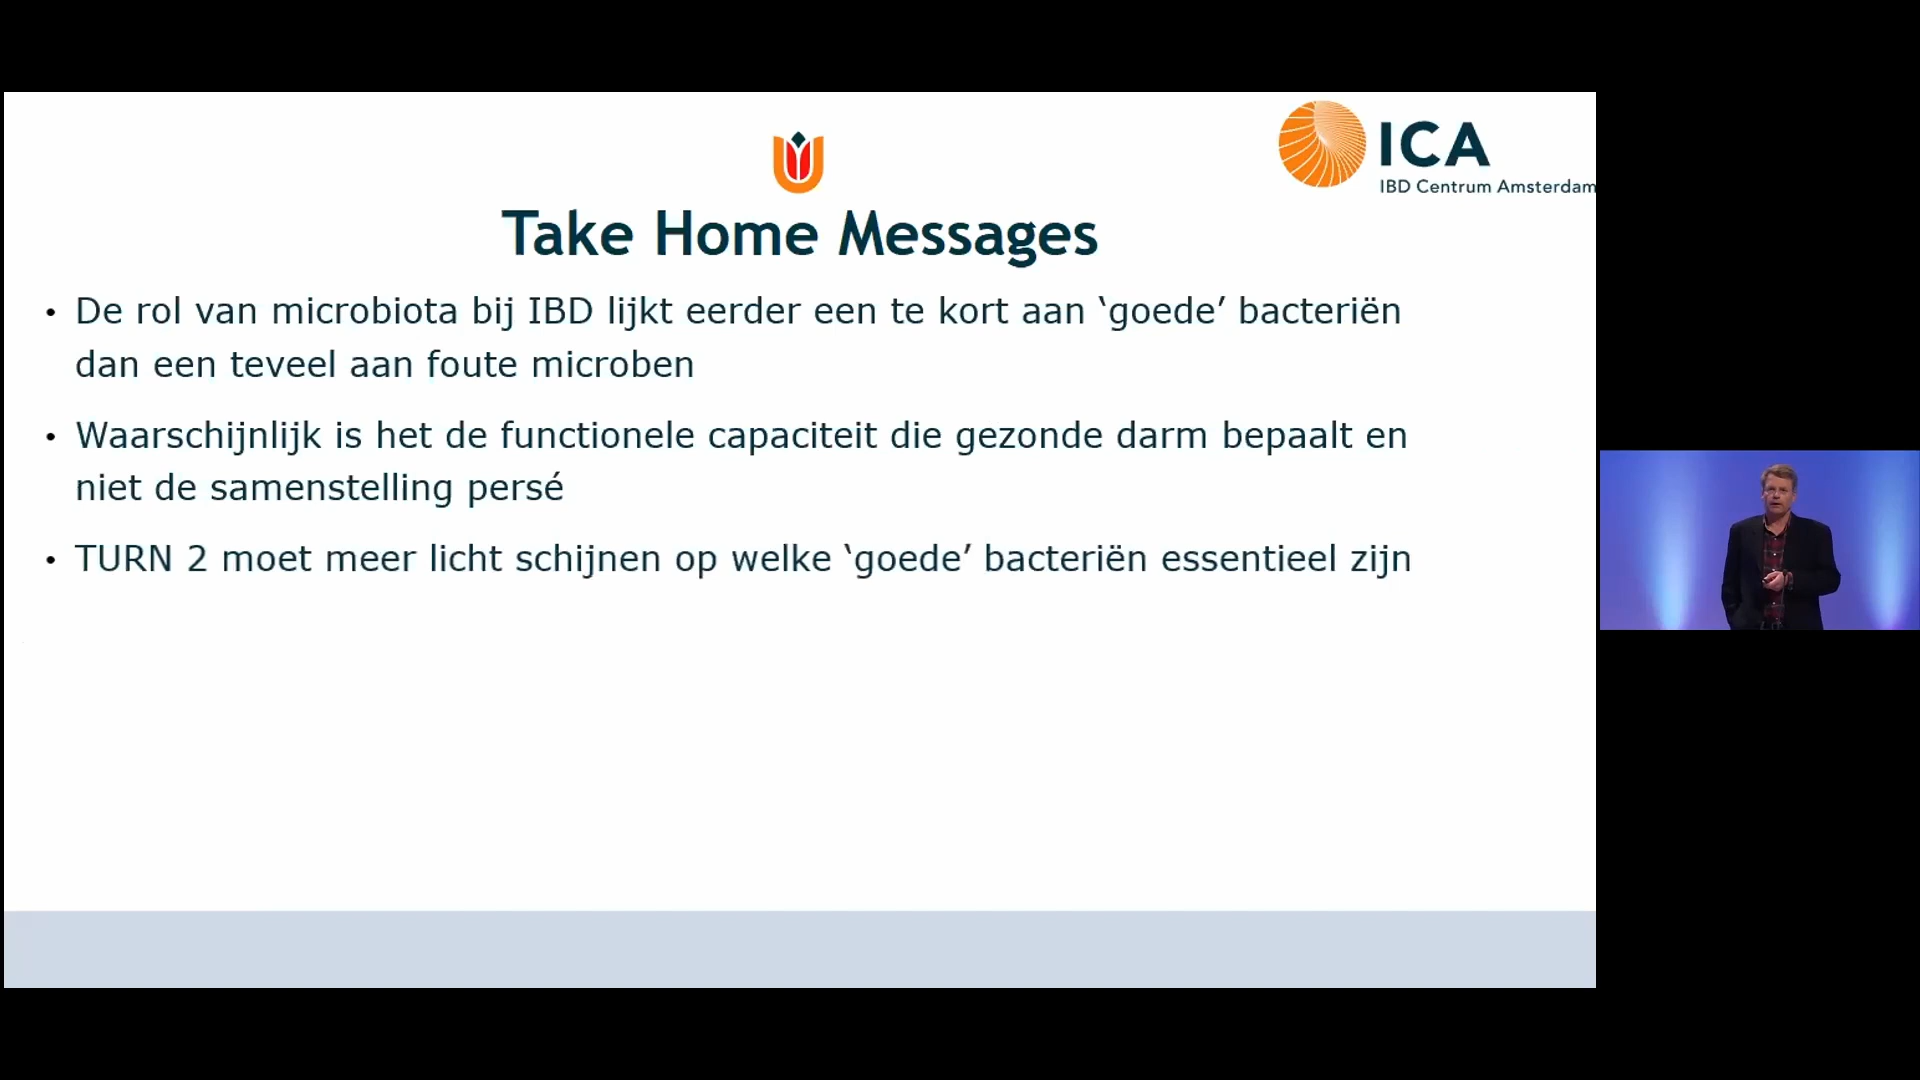 ICA
IBD Centrum Amsterdam
Take Home Messages
• De rol van microbiota bij IBD lijkt eerder een te kort aan ‘goede’ bacteriën
dan een teveel aan foute microben
• Waarschijnlijk is het de functionele capaciteit die gezonde darm bepaalt en
niet de samenstelling persé
• TURN 2 moet meer licht schijnen op welke ‘goede’ bacteriën essentieel zijn